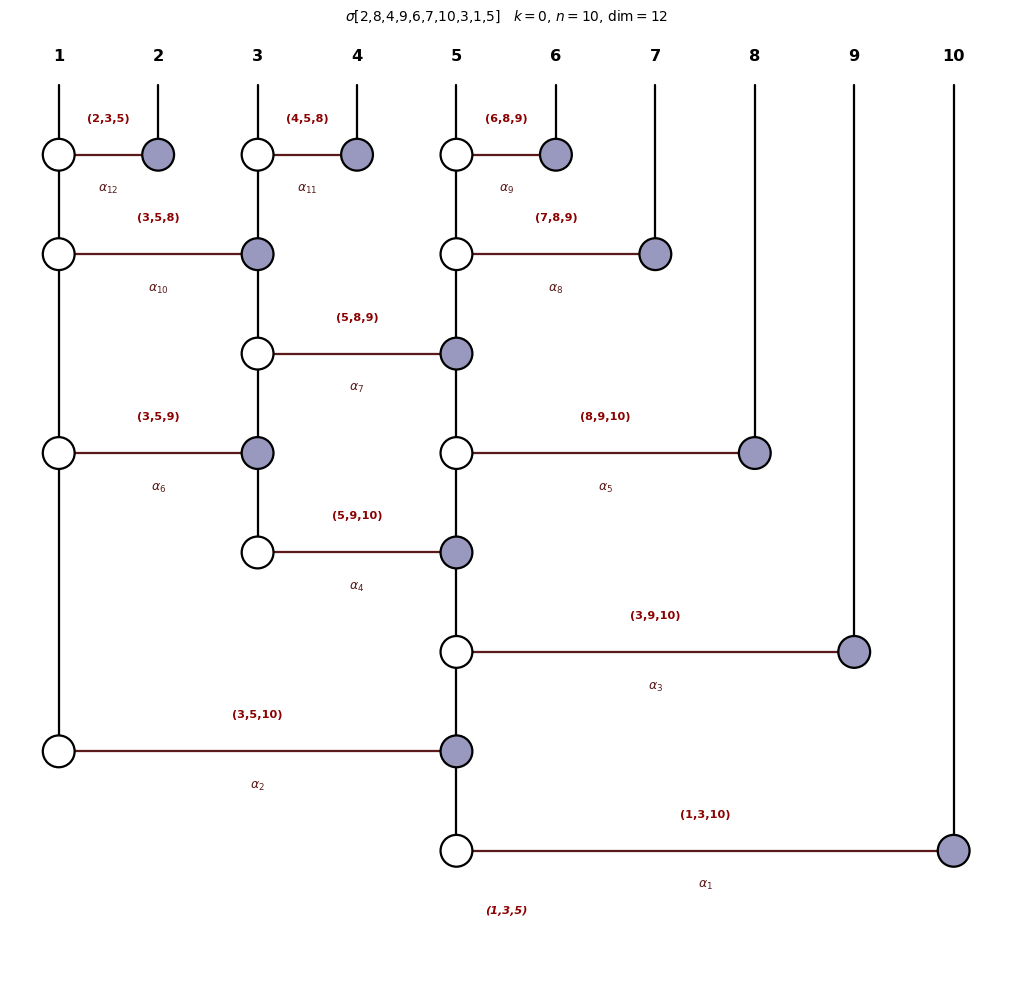 σ[2,8,4,9,6,7,10,3,1,5]   k=0, n=10, dim=12
1 2 3 4 5 6 7 8 9 10
(2,3,5) (4,5,8) (6,8,9)
α₁₂ α₁₁ α₉
(3,5,8) (7,8,9)
α₁₀ α₈
(5,8,9)
α₇
(3,5,9) (8,9,10)
α₆ α₅
(5,9,10)
α₄
(3,9,10)
α₃
(3,5,10)
α₂
(1,3,10)
α₁
(1,3,5)